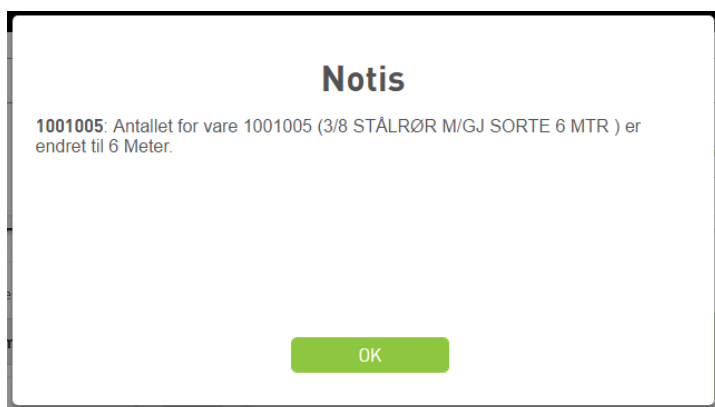 Notis
1001005: Antallet for vare 1001005 (3/8 STÅLRØR M/GJ SORTE 6 MTR ) er
endret til 6 Meter.
OK